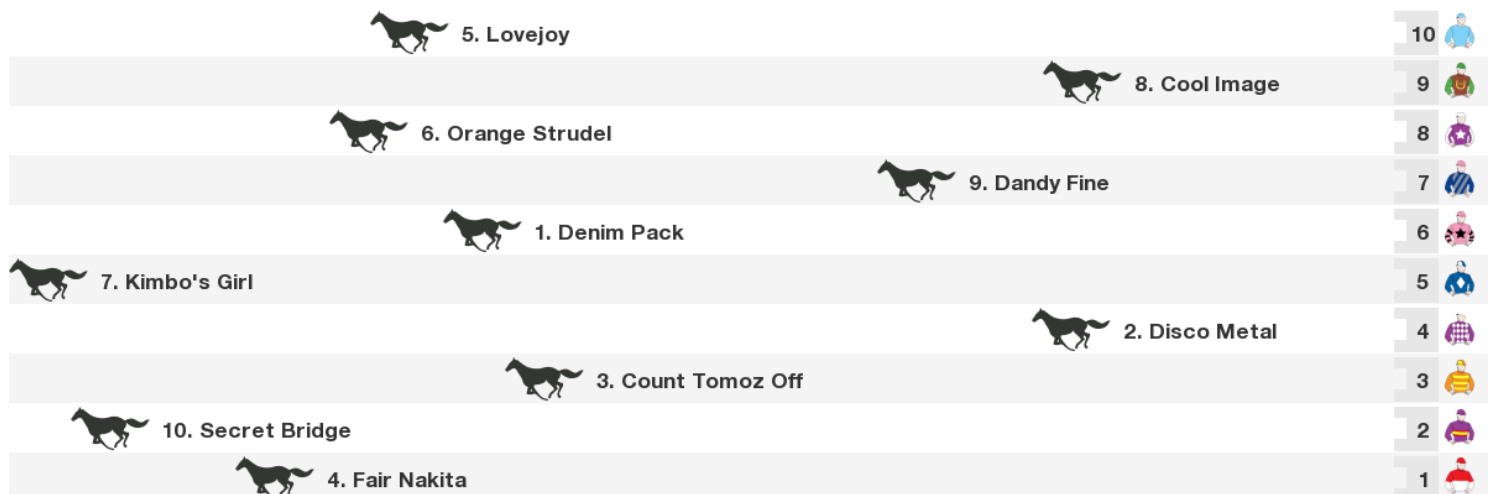 5. Lovejoy 10
8. Cool Image 9
6. Orange Strudel 8
9. Dandy Fine 7
1. Denim Pack 6
7. Kimbo's Girl 5
2. Disco Metal 4
3. Count Tomoz Off 3
10. Secret Bridge 2
4. Fair Nakita 1